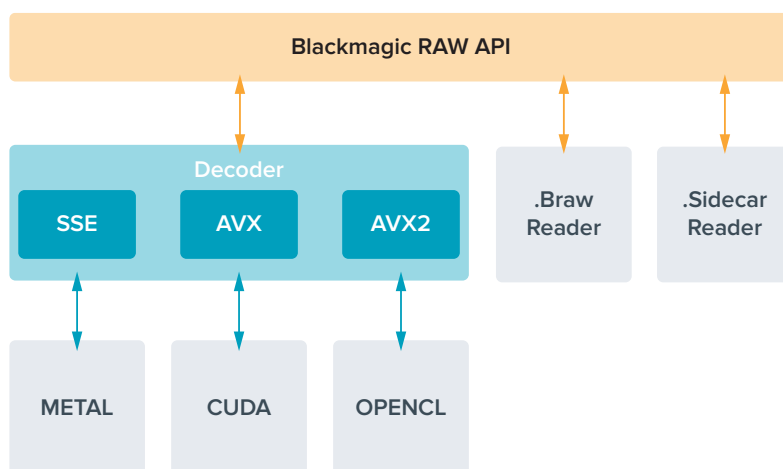 Blackmagic RAW API
Decoder
SSE
AVX
AVX2
.Braw
Reader
.Sidecar
Reader
METAL
CUDA
OPENCL